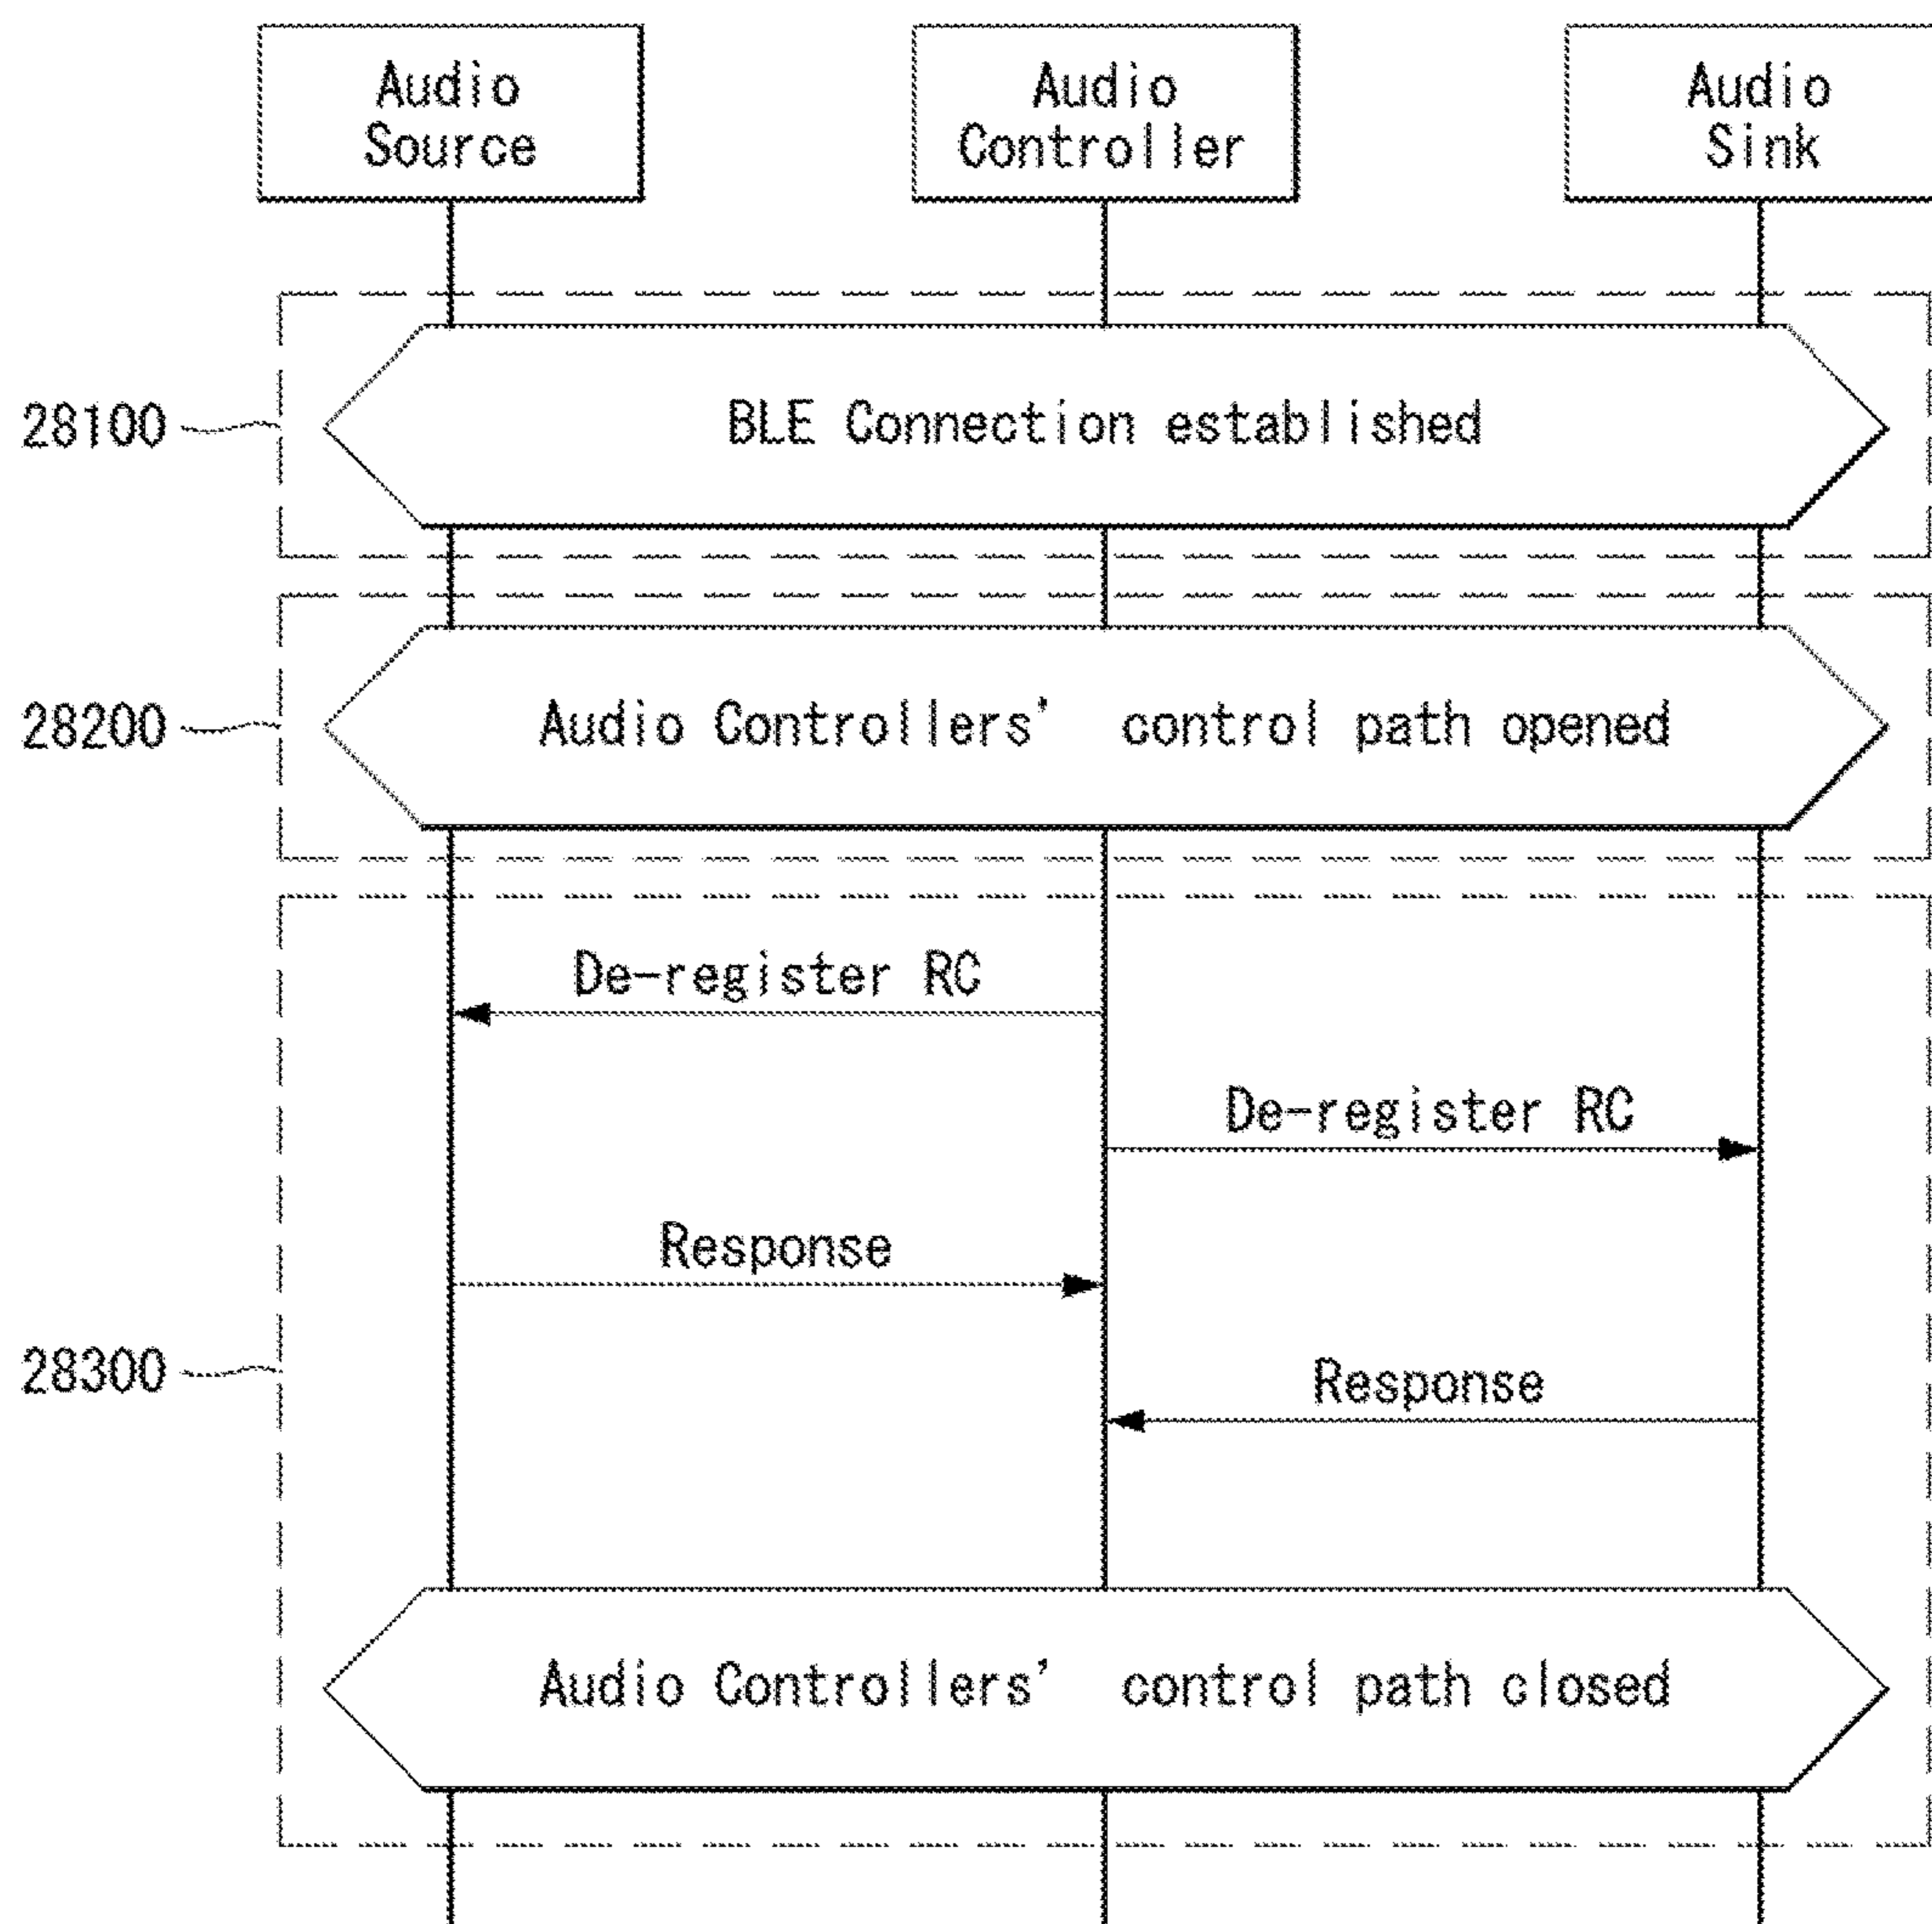 Audio
Source
Audio
Controller
Audio
Sink
28100
BLE Connection established
28200
Audio Controllers' control path opened
De-register RC
De-register RC
Response
28300
Response
Audio Controllers' control path closed